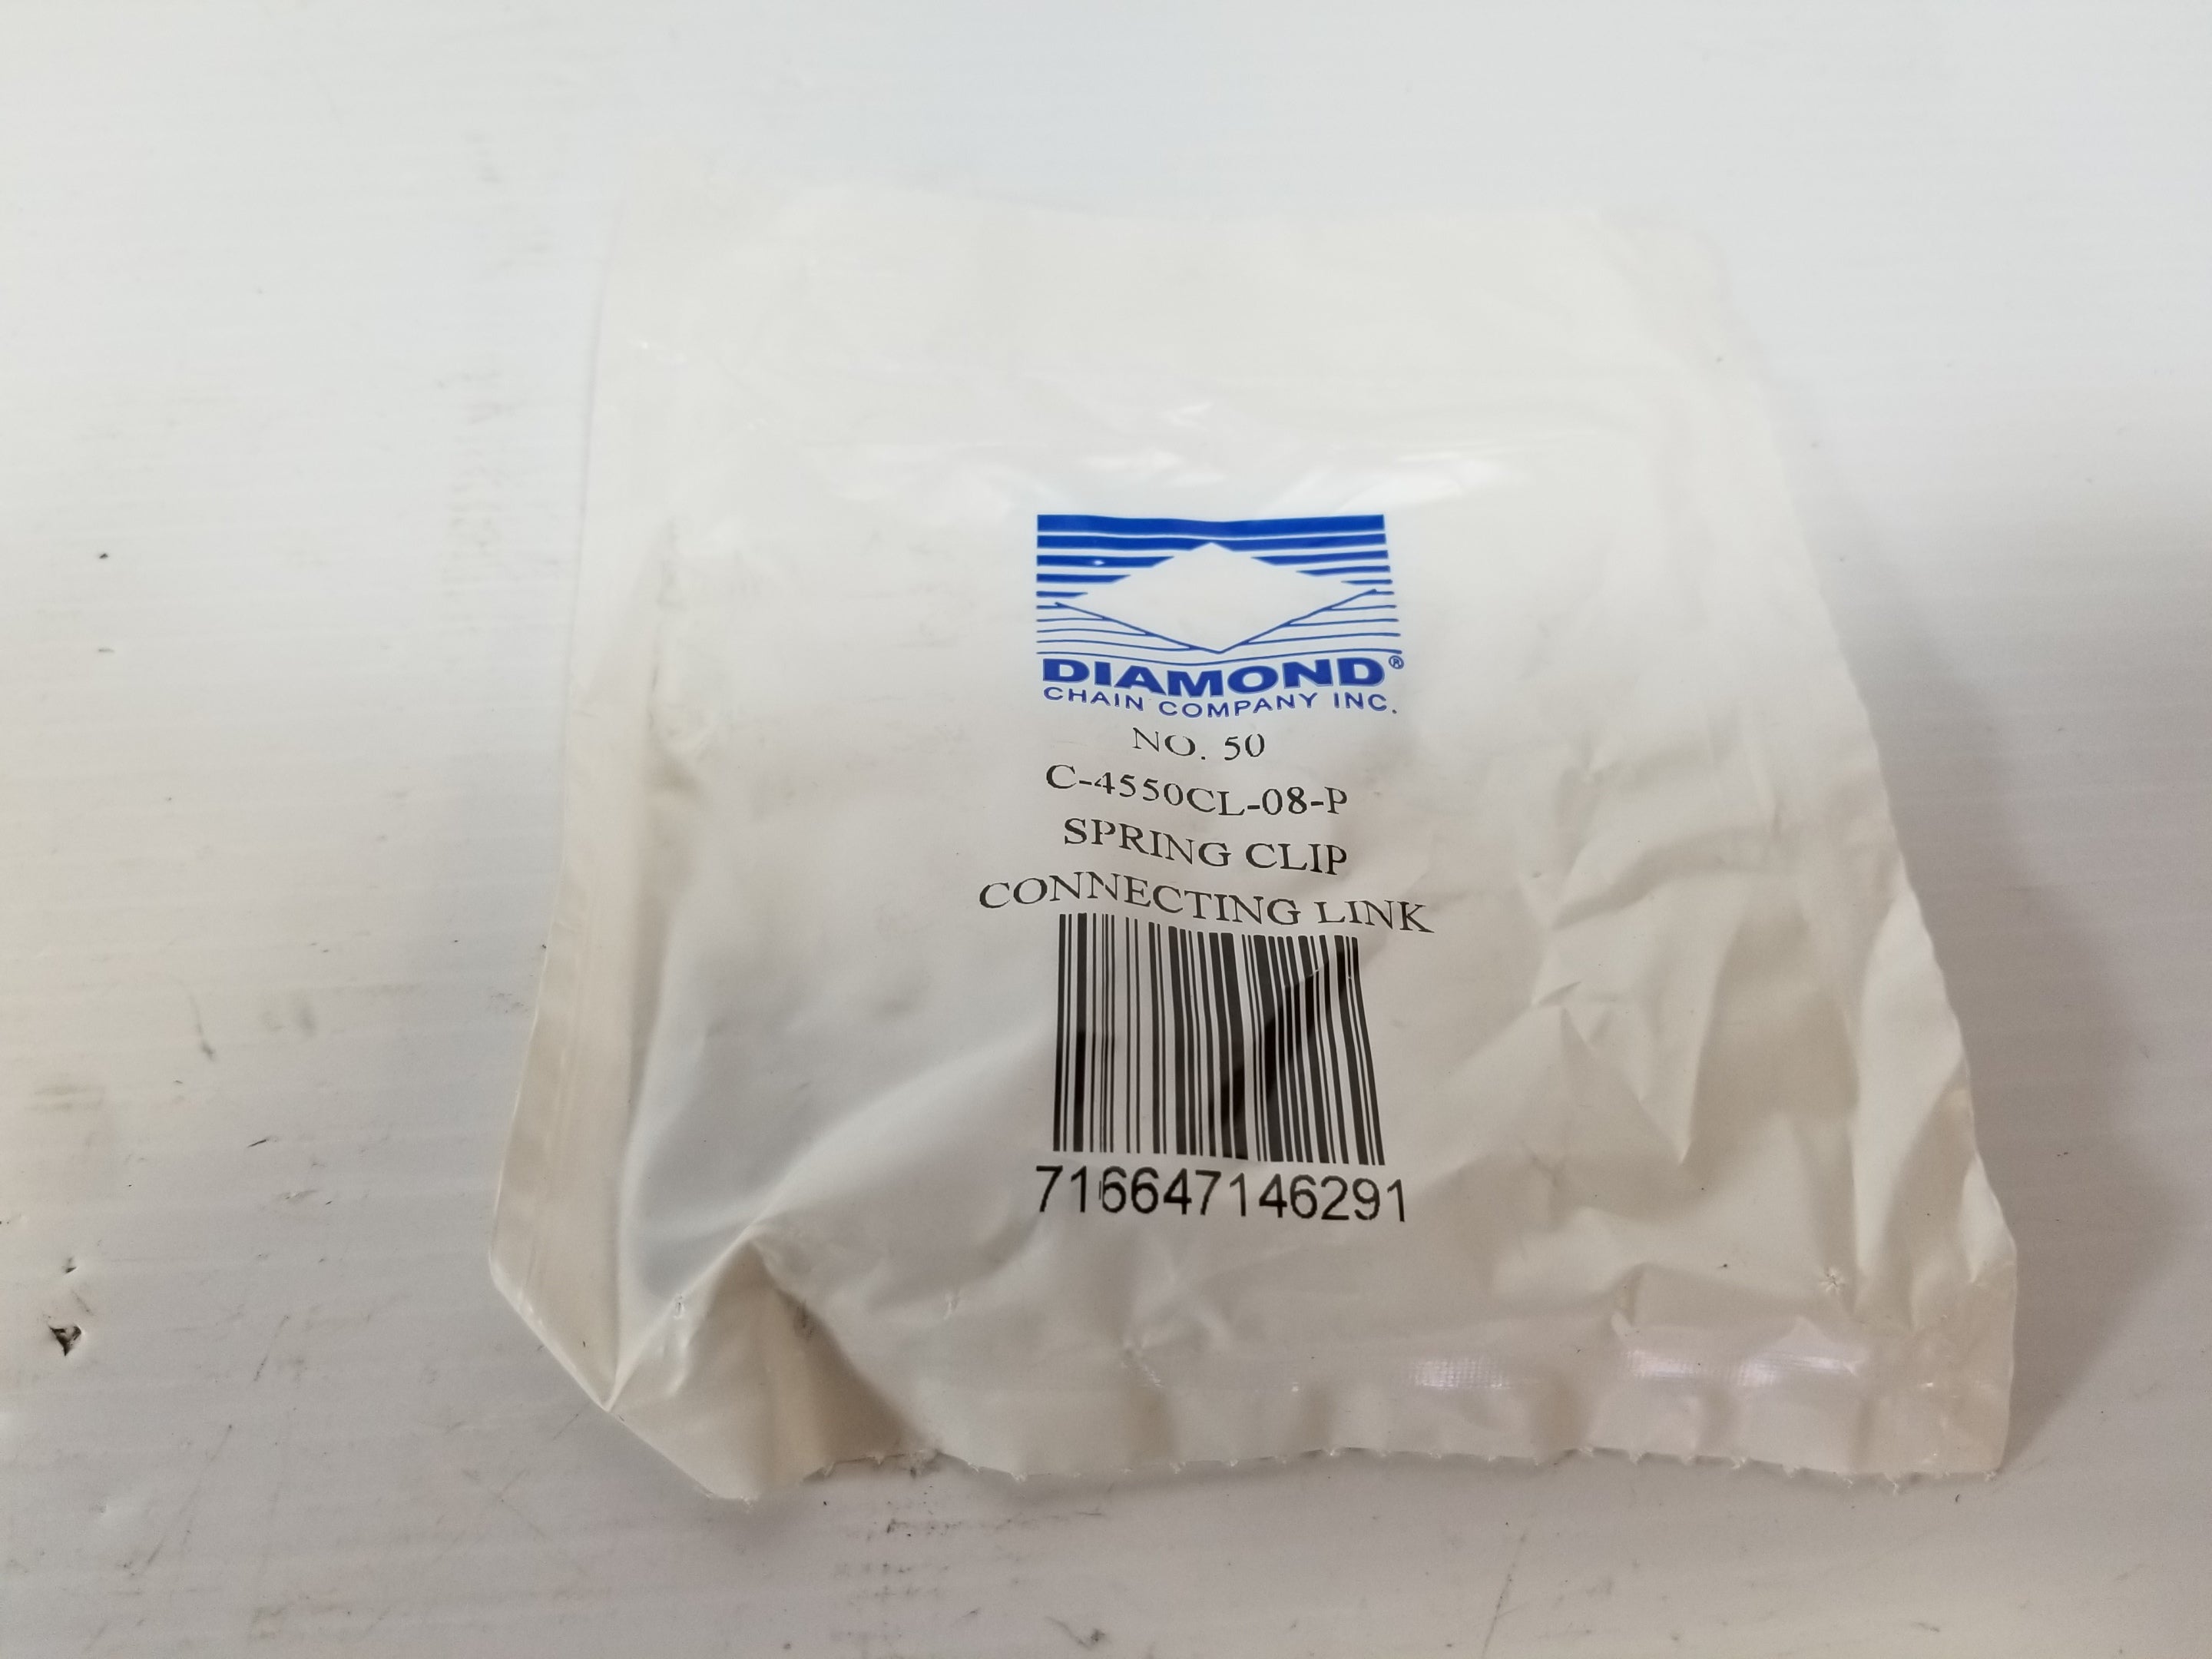 DIAMOND®
CHAIN COMPANY INC.
NO. 50
C-4550CL-08-P
SPRING CLIP
CONNECTING LINK
716647146291